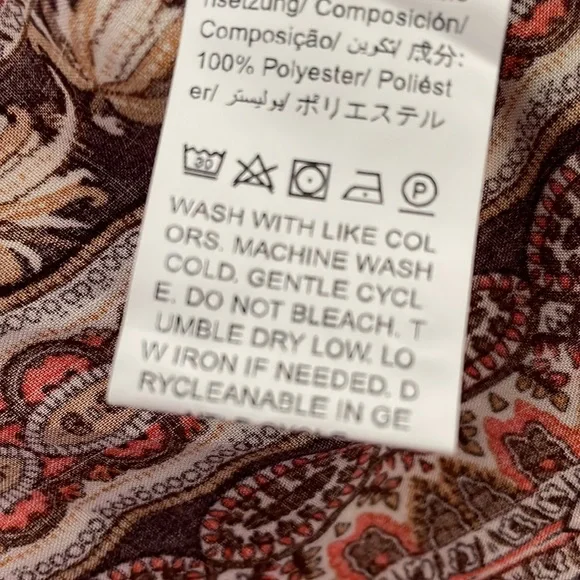 nsetzung/ Composición/
Composição/ تكوين/ 成分:
100% Polyester/ Poliést
er/ بوليستر/ ポリエステル
30
P
WASH WITH LIKE COL
ORS. MACHINE WASH
COLD. GENTLE CYCL
E. DO NOT BLEACH. T
UMBLE DRY LOW. LO
W IRON IF NEEDED. D
RYCLEANABLE IN GE